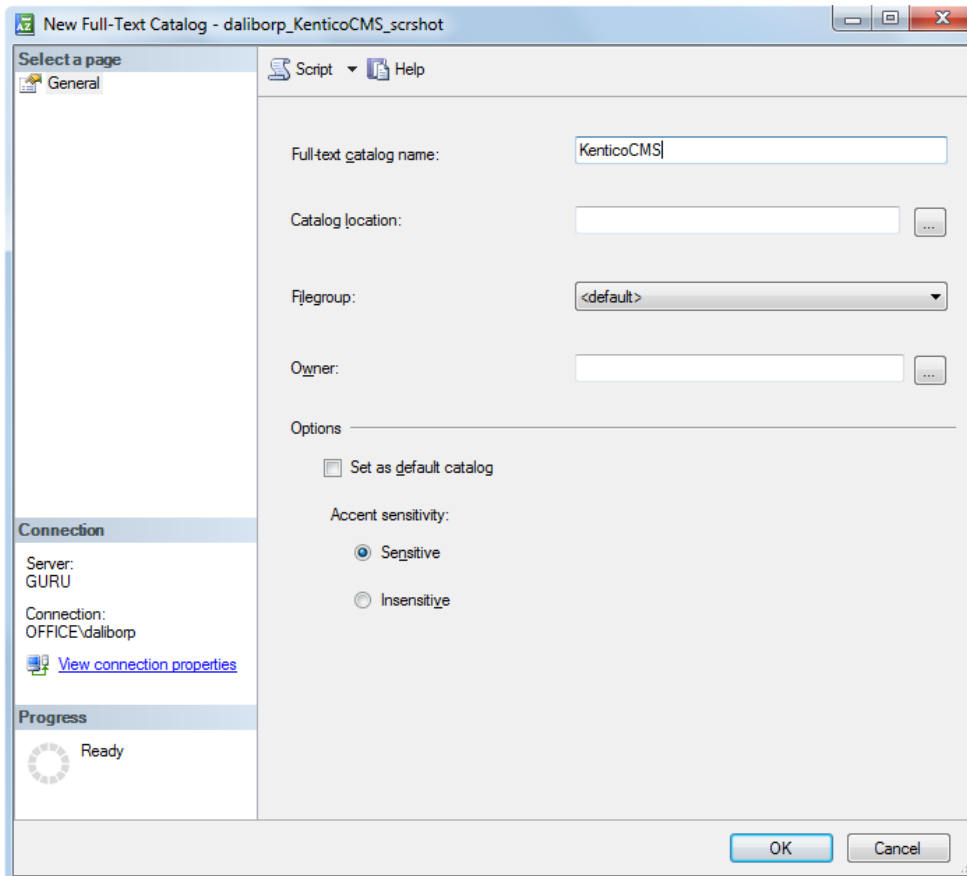 New Full-Text Catalog - daliborp_KenticoCMS_scrshot
Select a page
General
Script Help
Full-text catalog name: KenticoCMS
Catalog location: ...
Filegroup: <default>
Owner: ...
Options
Set as default catalog
Accent sensitivity:
Sensitive
Insensitive
Connection
Server:
GURU
Connection:
OFFICE\daliborp
View connection properties
Progress
Ready
OK Cancel